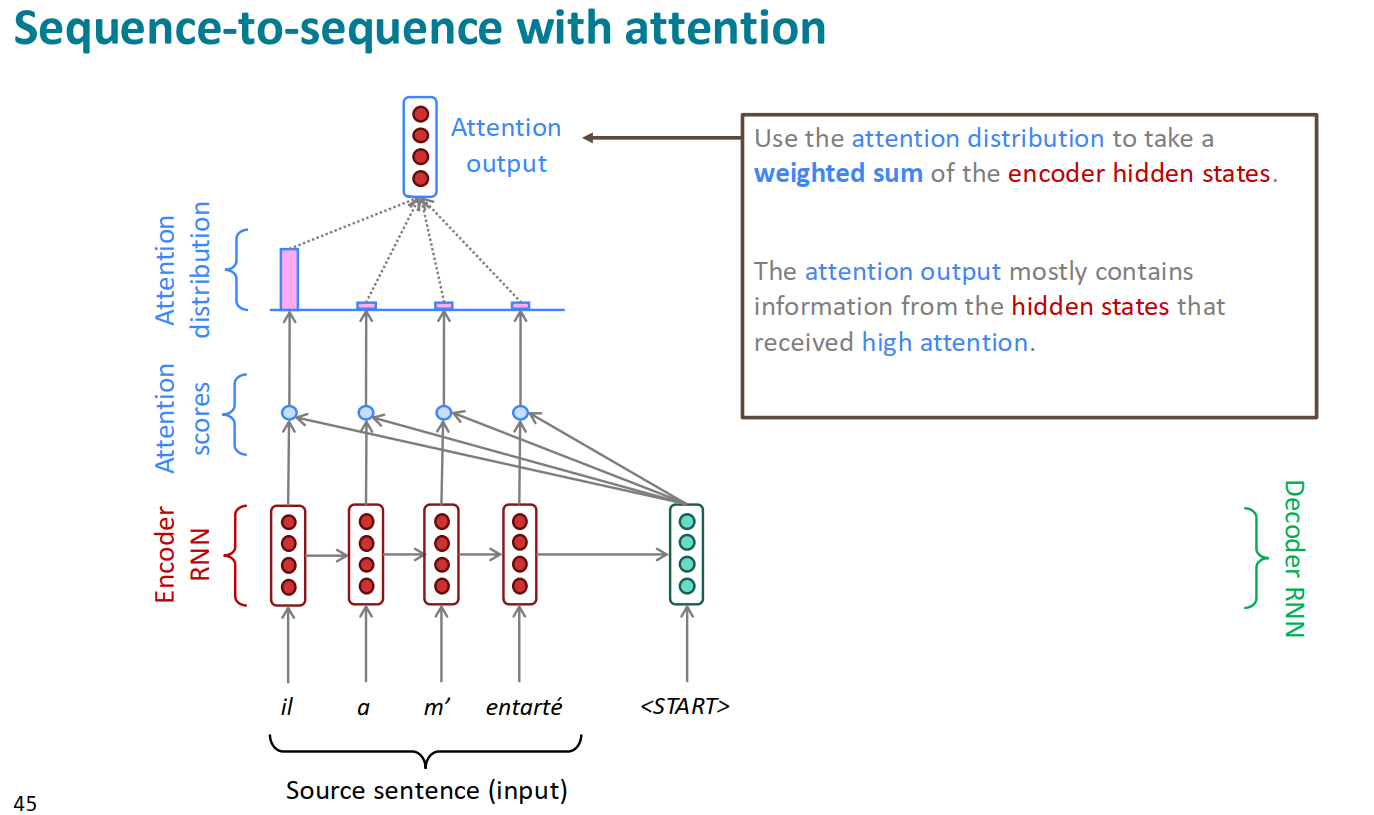 Sequence-to-sequence with attention
Attention
output
Use the attention distribution to take a
weighted sum of the encoder hidden states.
The attention output mostly contains
information from the hidden states that
received high attention.
Attention
distribution
Attention
scores
Encoder
RNN
Decoder RNN
il
a
m’
entarté
<START>
Source sentence (input)
45